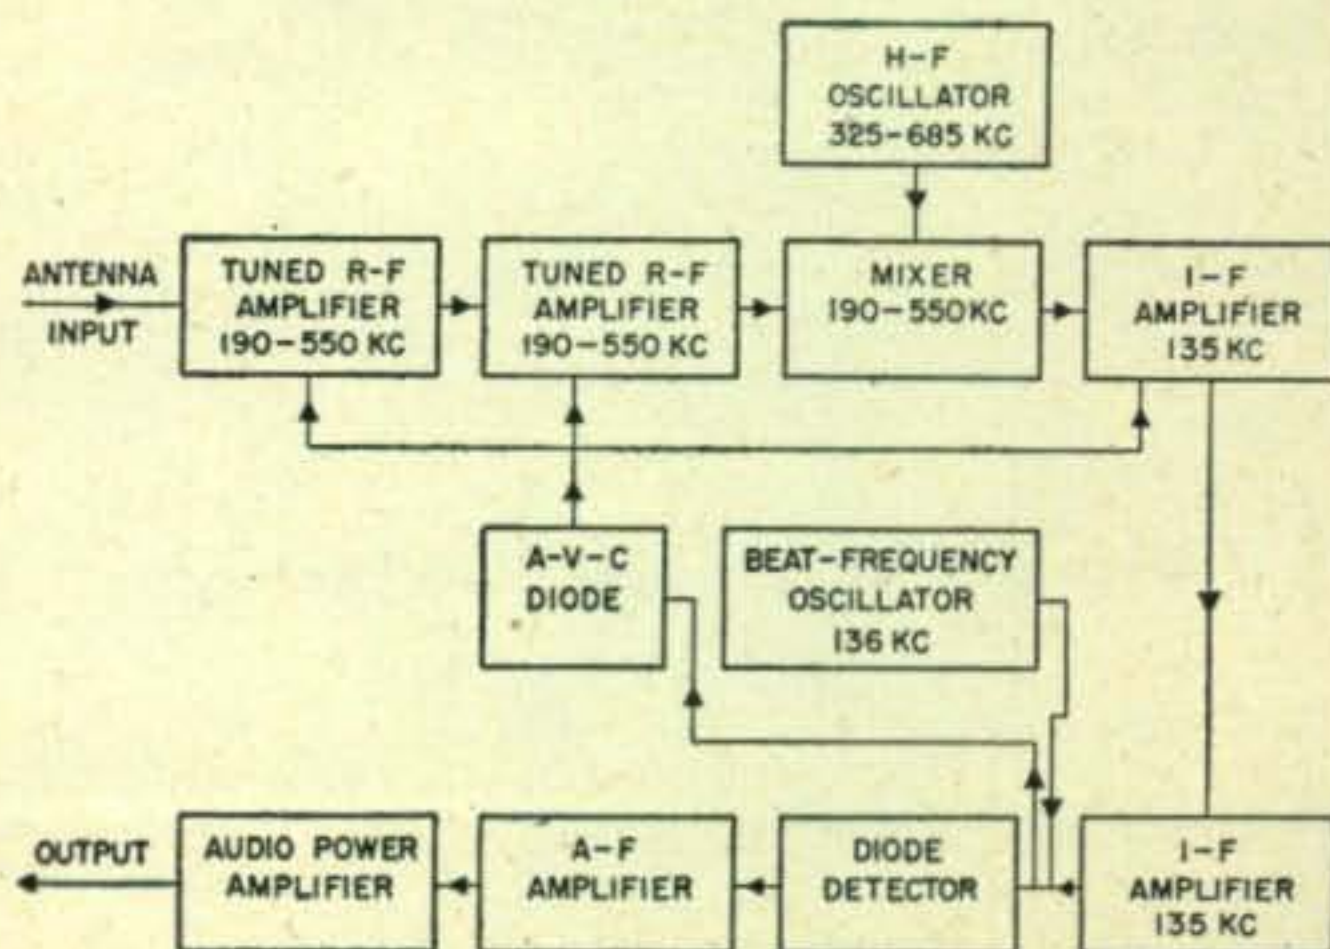 H-F
OSCILLATOR
325-685 KC
ANTENNA
INPUT
TUNED R-F
AMPLIFIER
190-550 KC
TUNED R-F
AMPLIFIER
190-550 KC
MIXER
190-550KC
I-F
AMPLIFIER
135 KC
A-V-C
DIODE
BEAT-FREQUENCY
OSCILLATOR
136 KC
OUTPUT
AUDIO POWER
AMPLIFIER
A-F
AMPLIFIER
DIODE
DETECTOR
I-F
AMPLIFIER
135 KC